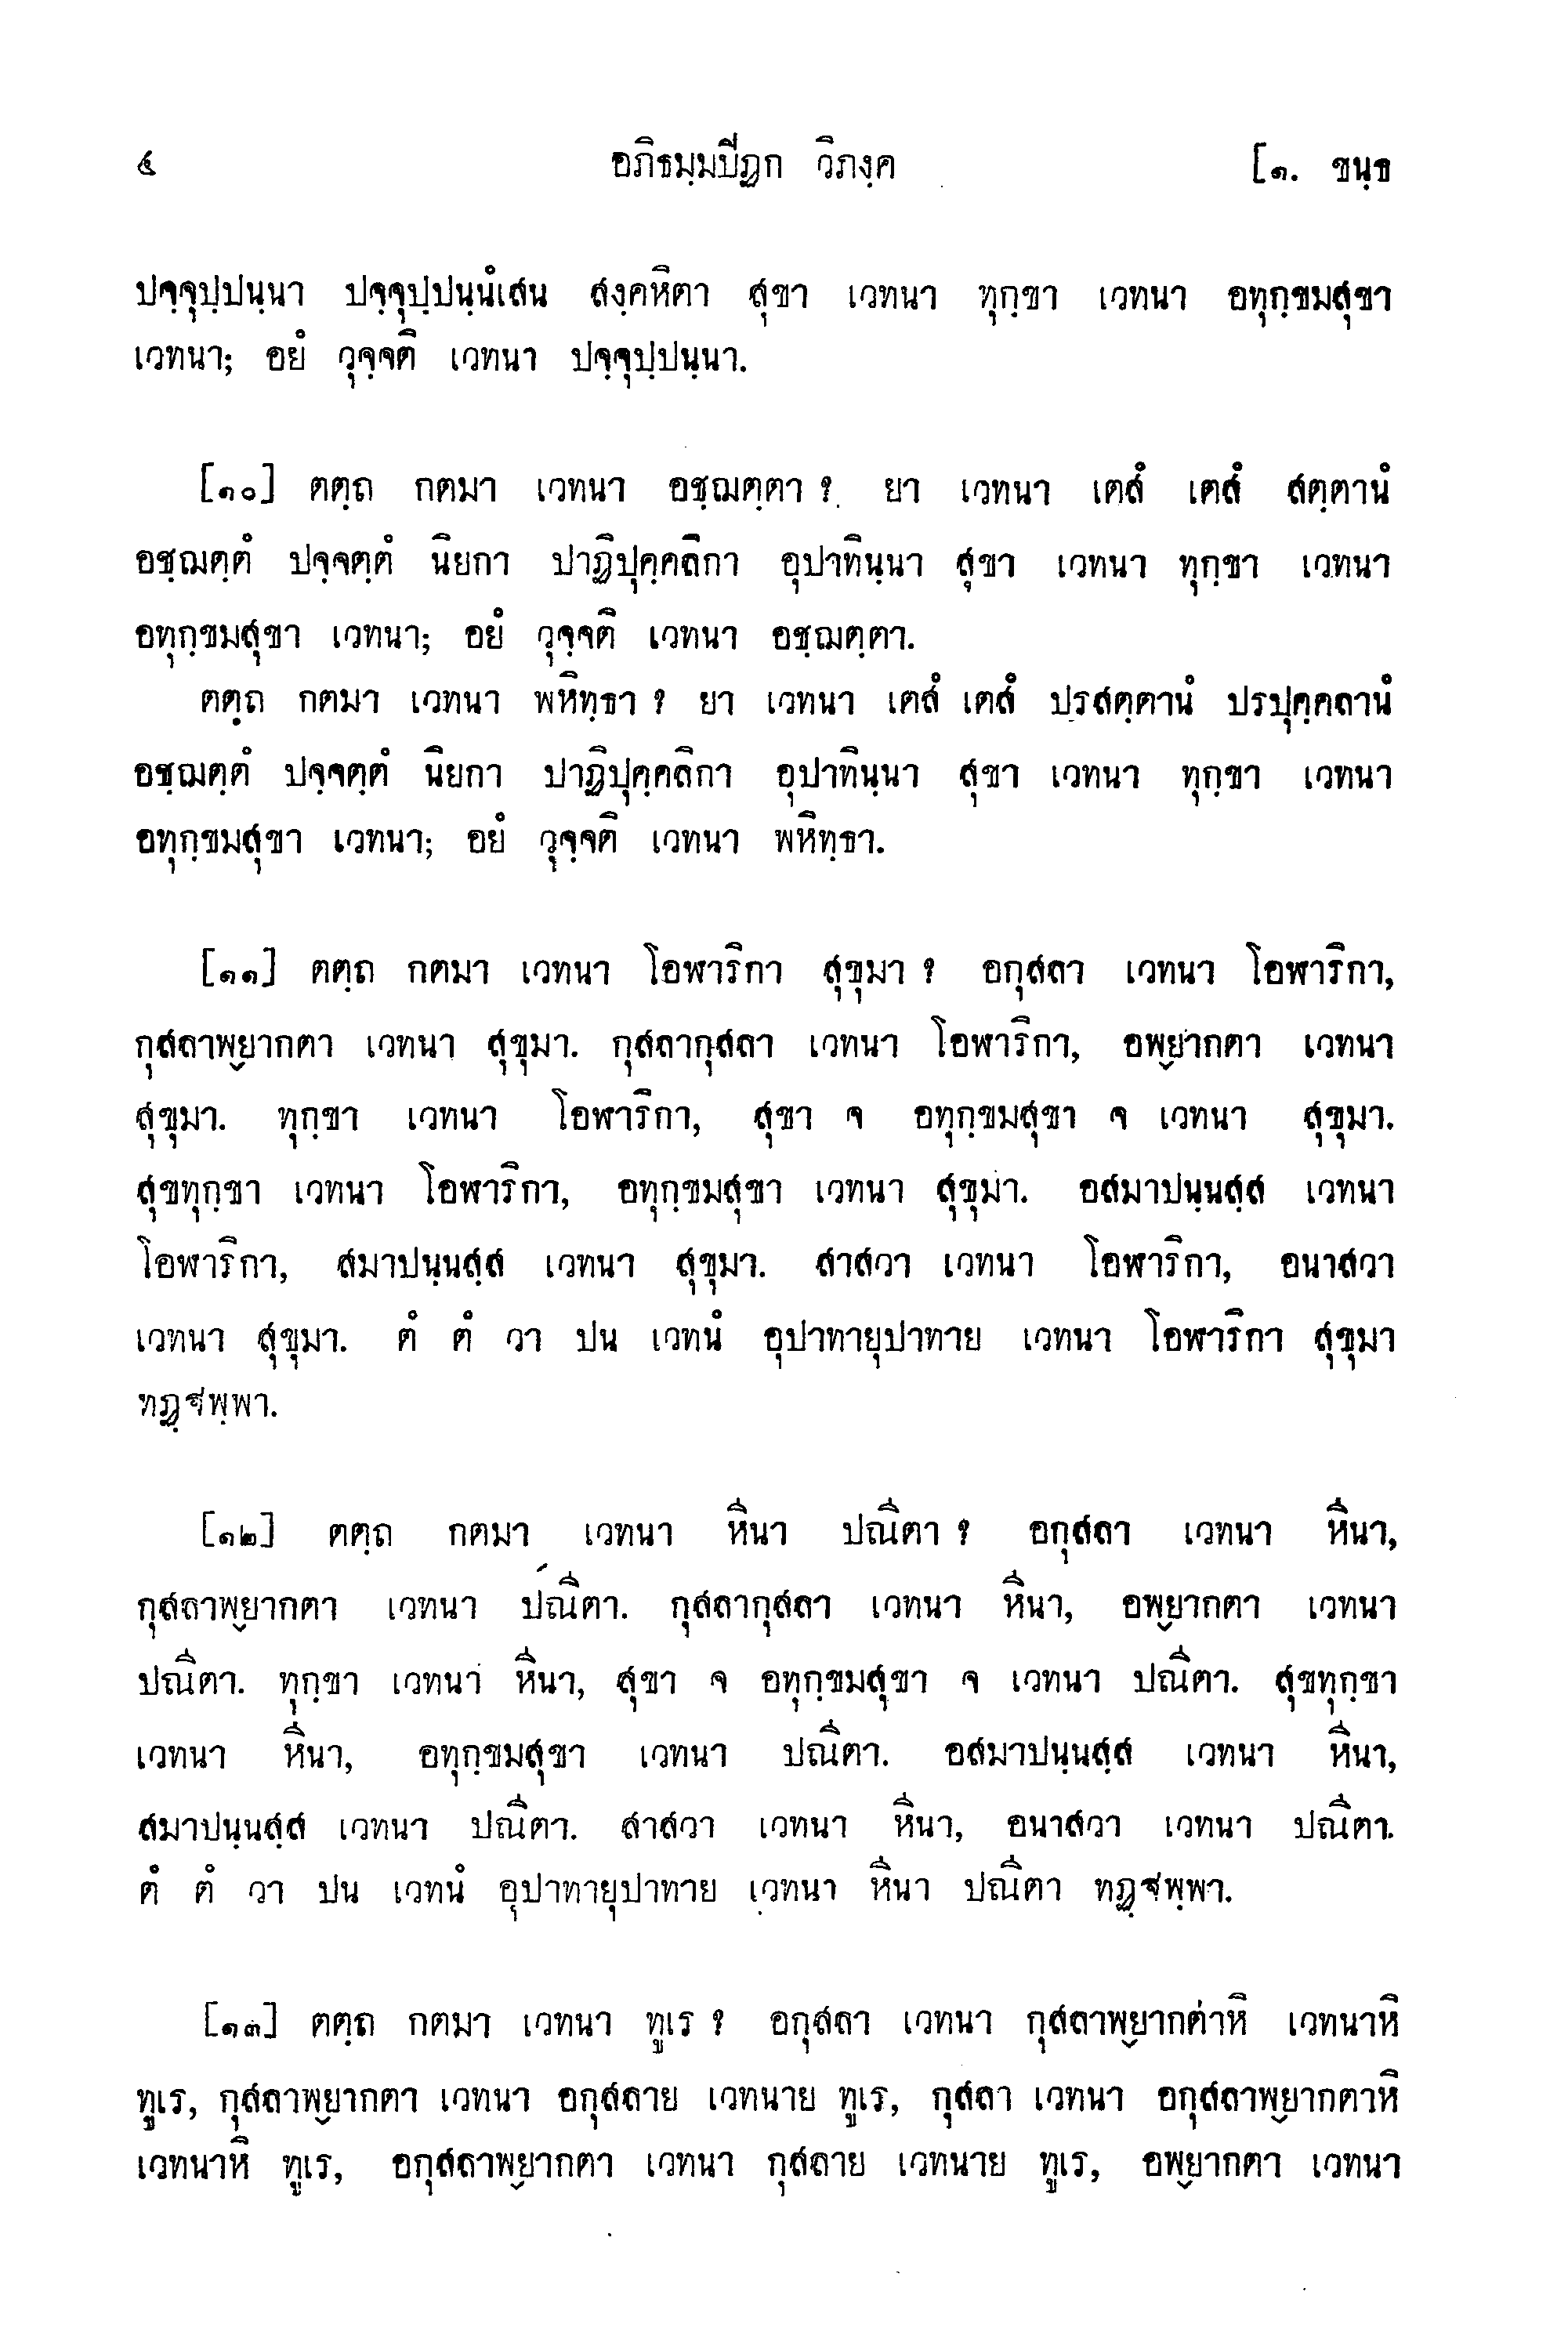 ๔ อภิธมฺมปีฏก วิภงฺค [๑. ขนฺธ
ปจฺจุปฺปนฺนา ปจฺจุปฺปนฺนํเสน สงฺคหิตา สุขา เวทนา ทุกฺขา เวทนา อทุกฺขมสุขา
เวทนา; อยํ วุจฺจติ เวทนา ปจฺจุปฺปนฺนา.
[๑๐] ตตฺถ กตมา เวทนา อชฺฌตฺตา ? ยา เวทนา เตสํ เตสํ สตฺตานํ
อชฺฌตฺตํ ปจฺจตฺตํ นิยกา ปาฏิปุคฺคลิกา อุปาทินฺนา สุขา เวทนา ทุกฺขา เวทนา
อทุกฺขมสุขา เวทนา; อยํ วุจฺจติ เวทนา อชฺฌตฺตา.
ตตฺถ กตมา เวทนา พหิทฺธา ? ยา เวทนา เตสํ เตสํ ปรสตฺตานํ ปรปุคฺคลานํ
อชฺฌตฺตํ ปจฺจตฺตํ นิยกา ปาฏิปุคฺคลิกา อุปาทินฺนา สุขา เวทนา ทุกฺขา เวทนา
อทุกฺขมสุขา เวทนา; อยํ วุจฺจติ เวทนา พหิทฺธา.
[๑๑] ตตฺถ กตมา เวทนา โอฬาริกา สุขุมา ? อกุสลา เวทนา โอฬาริกา,
กุสลาพฺยากตา เวทนา สุขุมา. กุสลากุสลา เวทนา โอฬาริกา, อพฺยากตา เวทนา
สุขุมา. ทุกฺขา เวทนา โอฬาริกา, สุขา จ อทุกฺขมสุขา จ เวทนา สุขุมา.
สุขทุกฺขา เวทนา โอฬาริกา, อทุกฺขมสุขา เวทนา สุขุมา. อสมาปนฺนสฺส เวทนา
โอฬาริกา, สมาปนฺนสฺส เวทนา สุขุมา. สาสวา เวทนา โอฬาริกา, อนาสวา
เวทนา สุขุมา. ตํ ตํ วา ปน เวทนํ อุปาทายุปาทาย เวทนา โอฬาริกา สุขุมา
ทฏฺฐพฺพา.
[๑๒] ตตฺถ กตมา เวทนา หีนา ปณีตา ? อกุสลา เวทนา หีนา,
กุสลาพฺยากตา เวทนา ปณีตา. กุสลากุสลา เวทนา หีนา, อพฺยากตา เวทนา
ปณีตา. ทุกฺขา เวทนา หีนา, สุขา จ อทุกฺขมสุขา จ เวทนา ปณีตา. สุขทุกฺขา
เวทนา หีนา, อทุกฺขมสุขา เวทนา ปณีตา. อสมาปนฺนสฺส เวทนา หีนา,
สมาปนฺนสฺส เวทนา ปณีตา. สาสวา เวทนา หีนา, อนาสวา เวทนา ปณีตา.
ตํ ตํ วา ปน เวทนํ อุปาทายุปาทาย เวทนา หีนา ปณีตา ทฏฺฐพฺพา.
[๑๓] ตตฺถ กตมา เวทนา ทูเร ? อกุสลา เวทนา กุสลาพฺยากตาหิ เวทนาหิ
ทูเร, กุสลาพฺยากตา เวทนา อกุสลาย เวทนาย ทูเร, กุสลา เวทนา อกุสลาพฺยากตาหิ
เวทนาหิ ทูเร, อกุสลาพฺยากตา เวทนา กุสลาย เวทนาย ทูเร, อพฺยากตา เวทนา